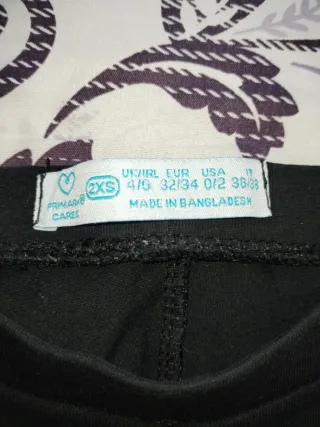 PRIMARK
CARES
2XS
UK/IRL EUR USA IT
4/6 32/34 0/2 36/38
MADE IN BANGLADESH